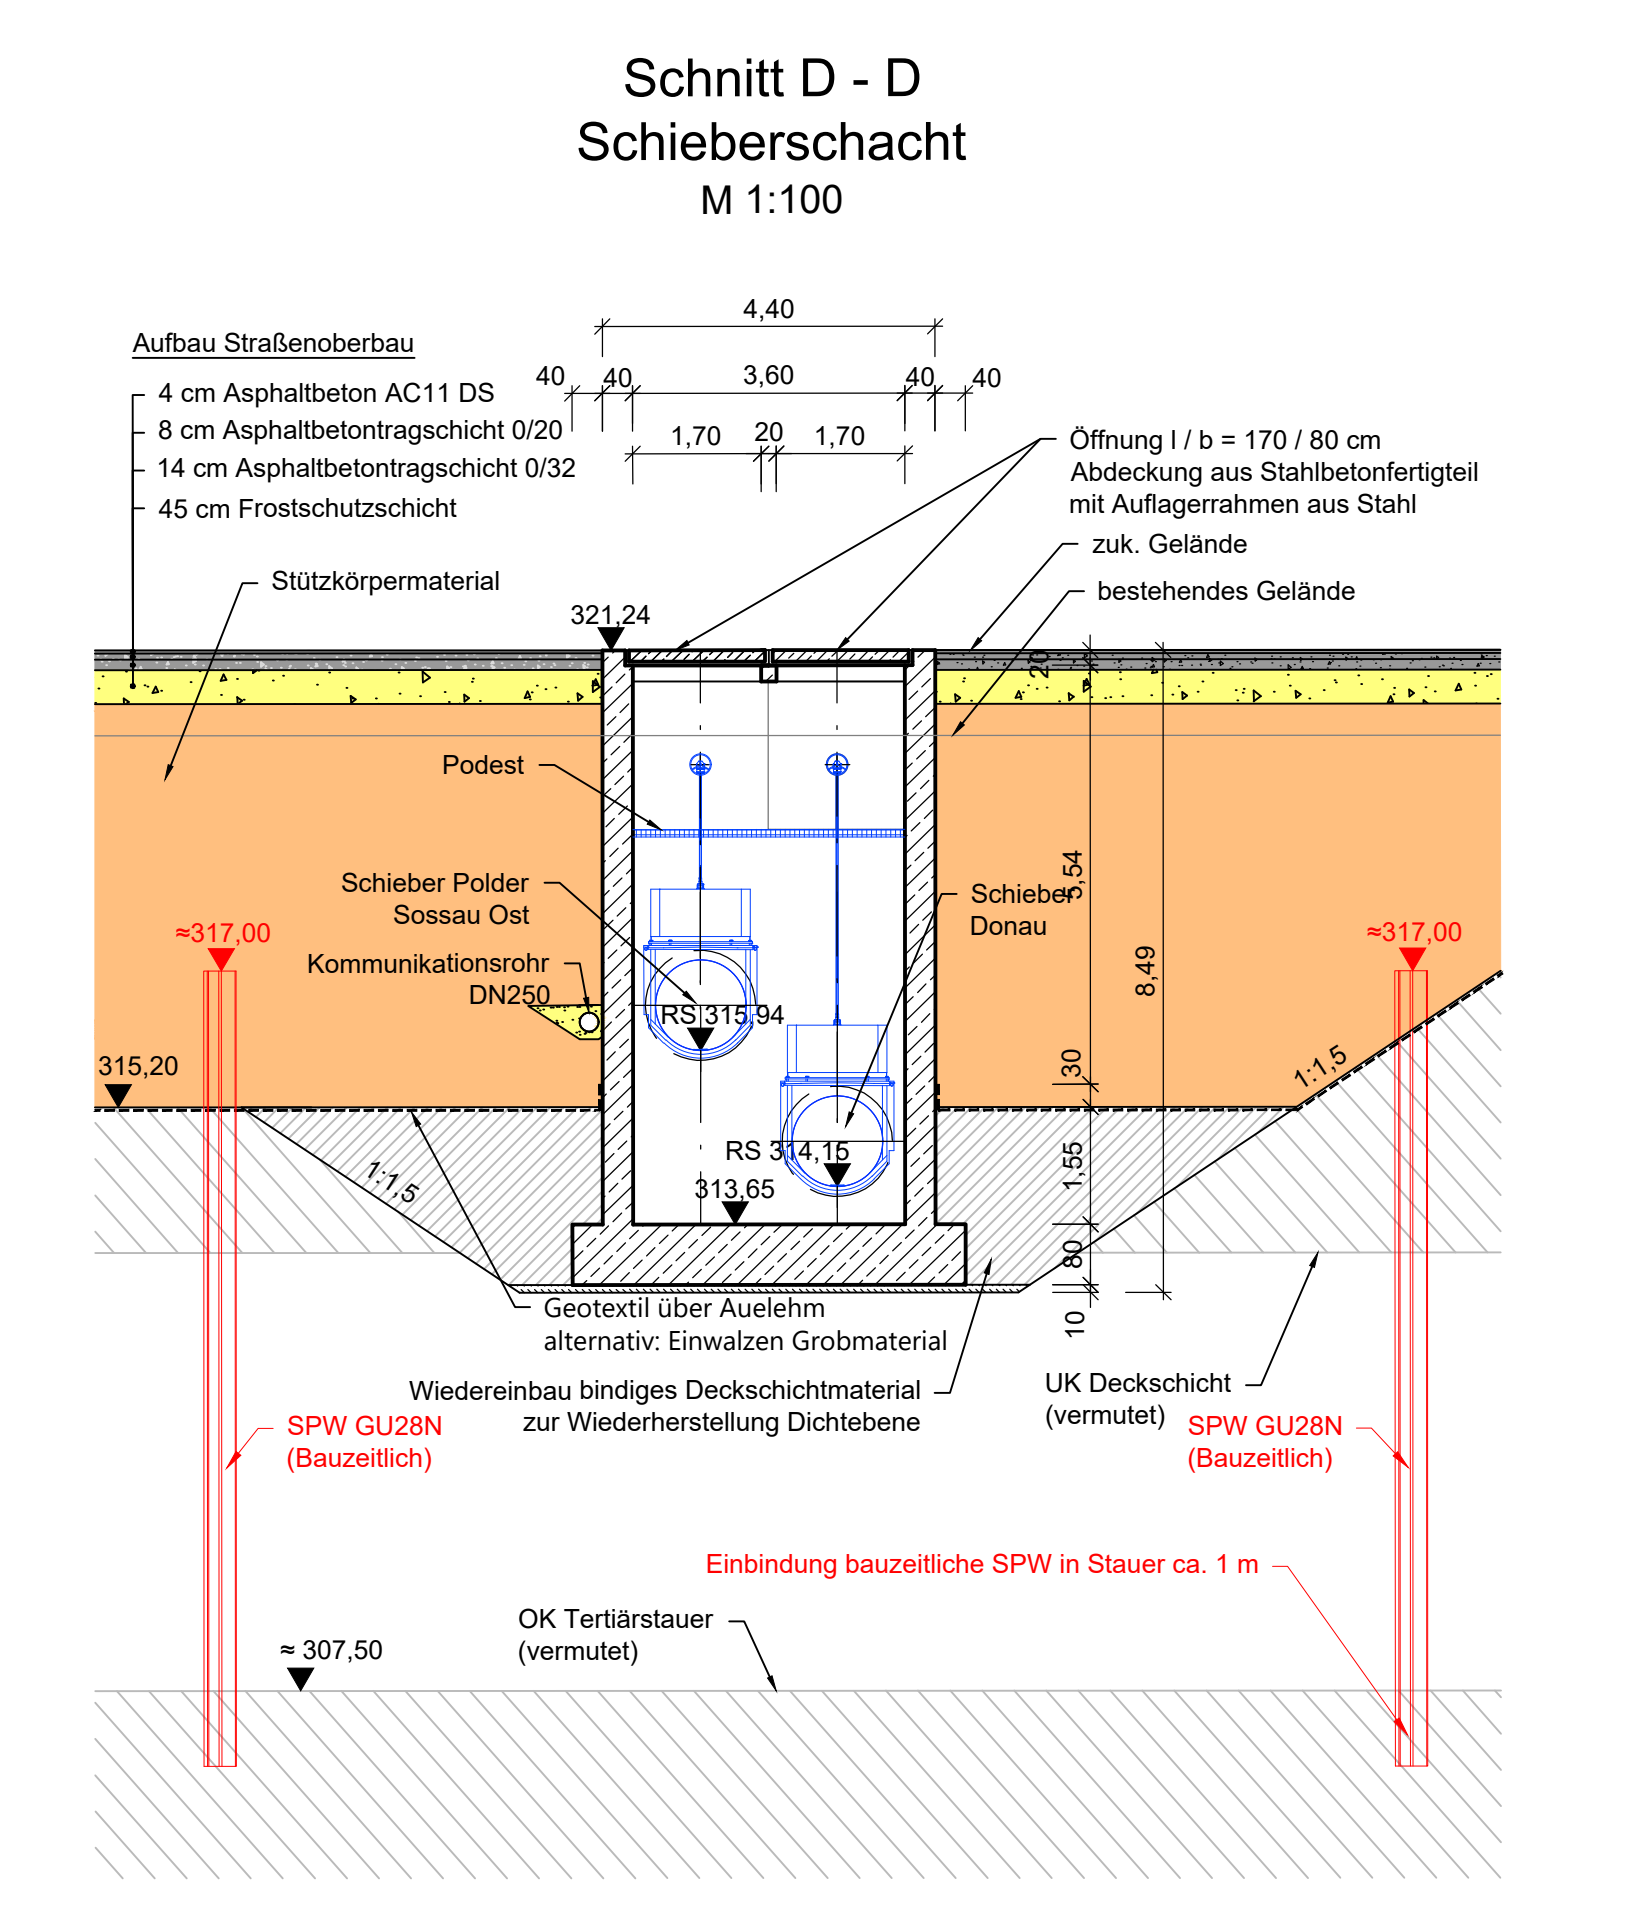 Schnitt D - D
Schieberschacht
M 1:100
4,40
Aufbau Straßenoberbau
40
40
3,60
40
40
4 cm Asphaltbeton AC11 DS
8 cm Asphaltbetontragschicht 0/20
14 cm Asphaltbetontragschicht 0/32
45 cm Frostschutzschicht
1,70
20
1,70
Öffnung l / b = 170 / 80 cm
Abdeckung aus Stahlbetonfertigteil
mit Auflagerrahmen aus Stahl
zuk. Gelände
bestehendes Gelände
Stützkörpermaterial
321,24
20
Podest
Schieber Polder
Sossau Ost
Schieber
Donau
5,54
8,49
≈317,00
≈317,00
Kommunikationsrohr
DN250
RS 315,94
315,20
30
1:1,5
RS 314,15
1,55
1:1,5
313,65
80
10
Geotextil über Auelehm
alternativ: Einwalzen Grobmaterial
Wiedereinbau bindiges Deckschichtmaterial
zur Wiederherstellung Dichtebene
UK Deckschicht
(vermutet)
SPW GU28N
(Bauzeitlich)
SPW GU28N
(Bauzeitlich)
Einbindung bauzeitliche SPW in Stauer ca. 1 m
OK Tertiärstauer
(vermutet)
≈ 307,50